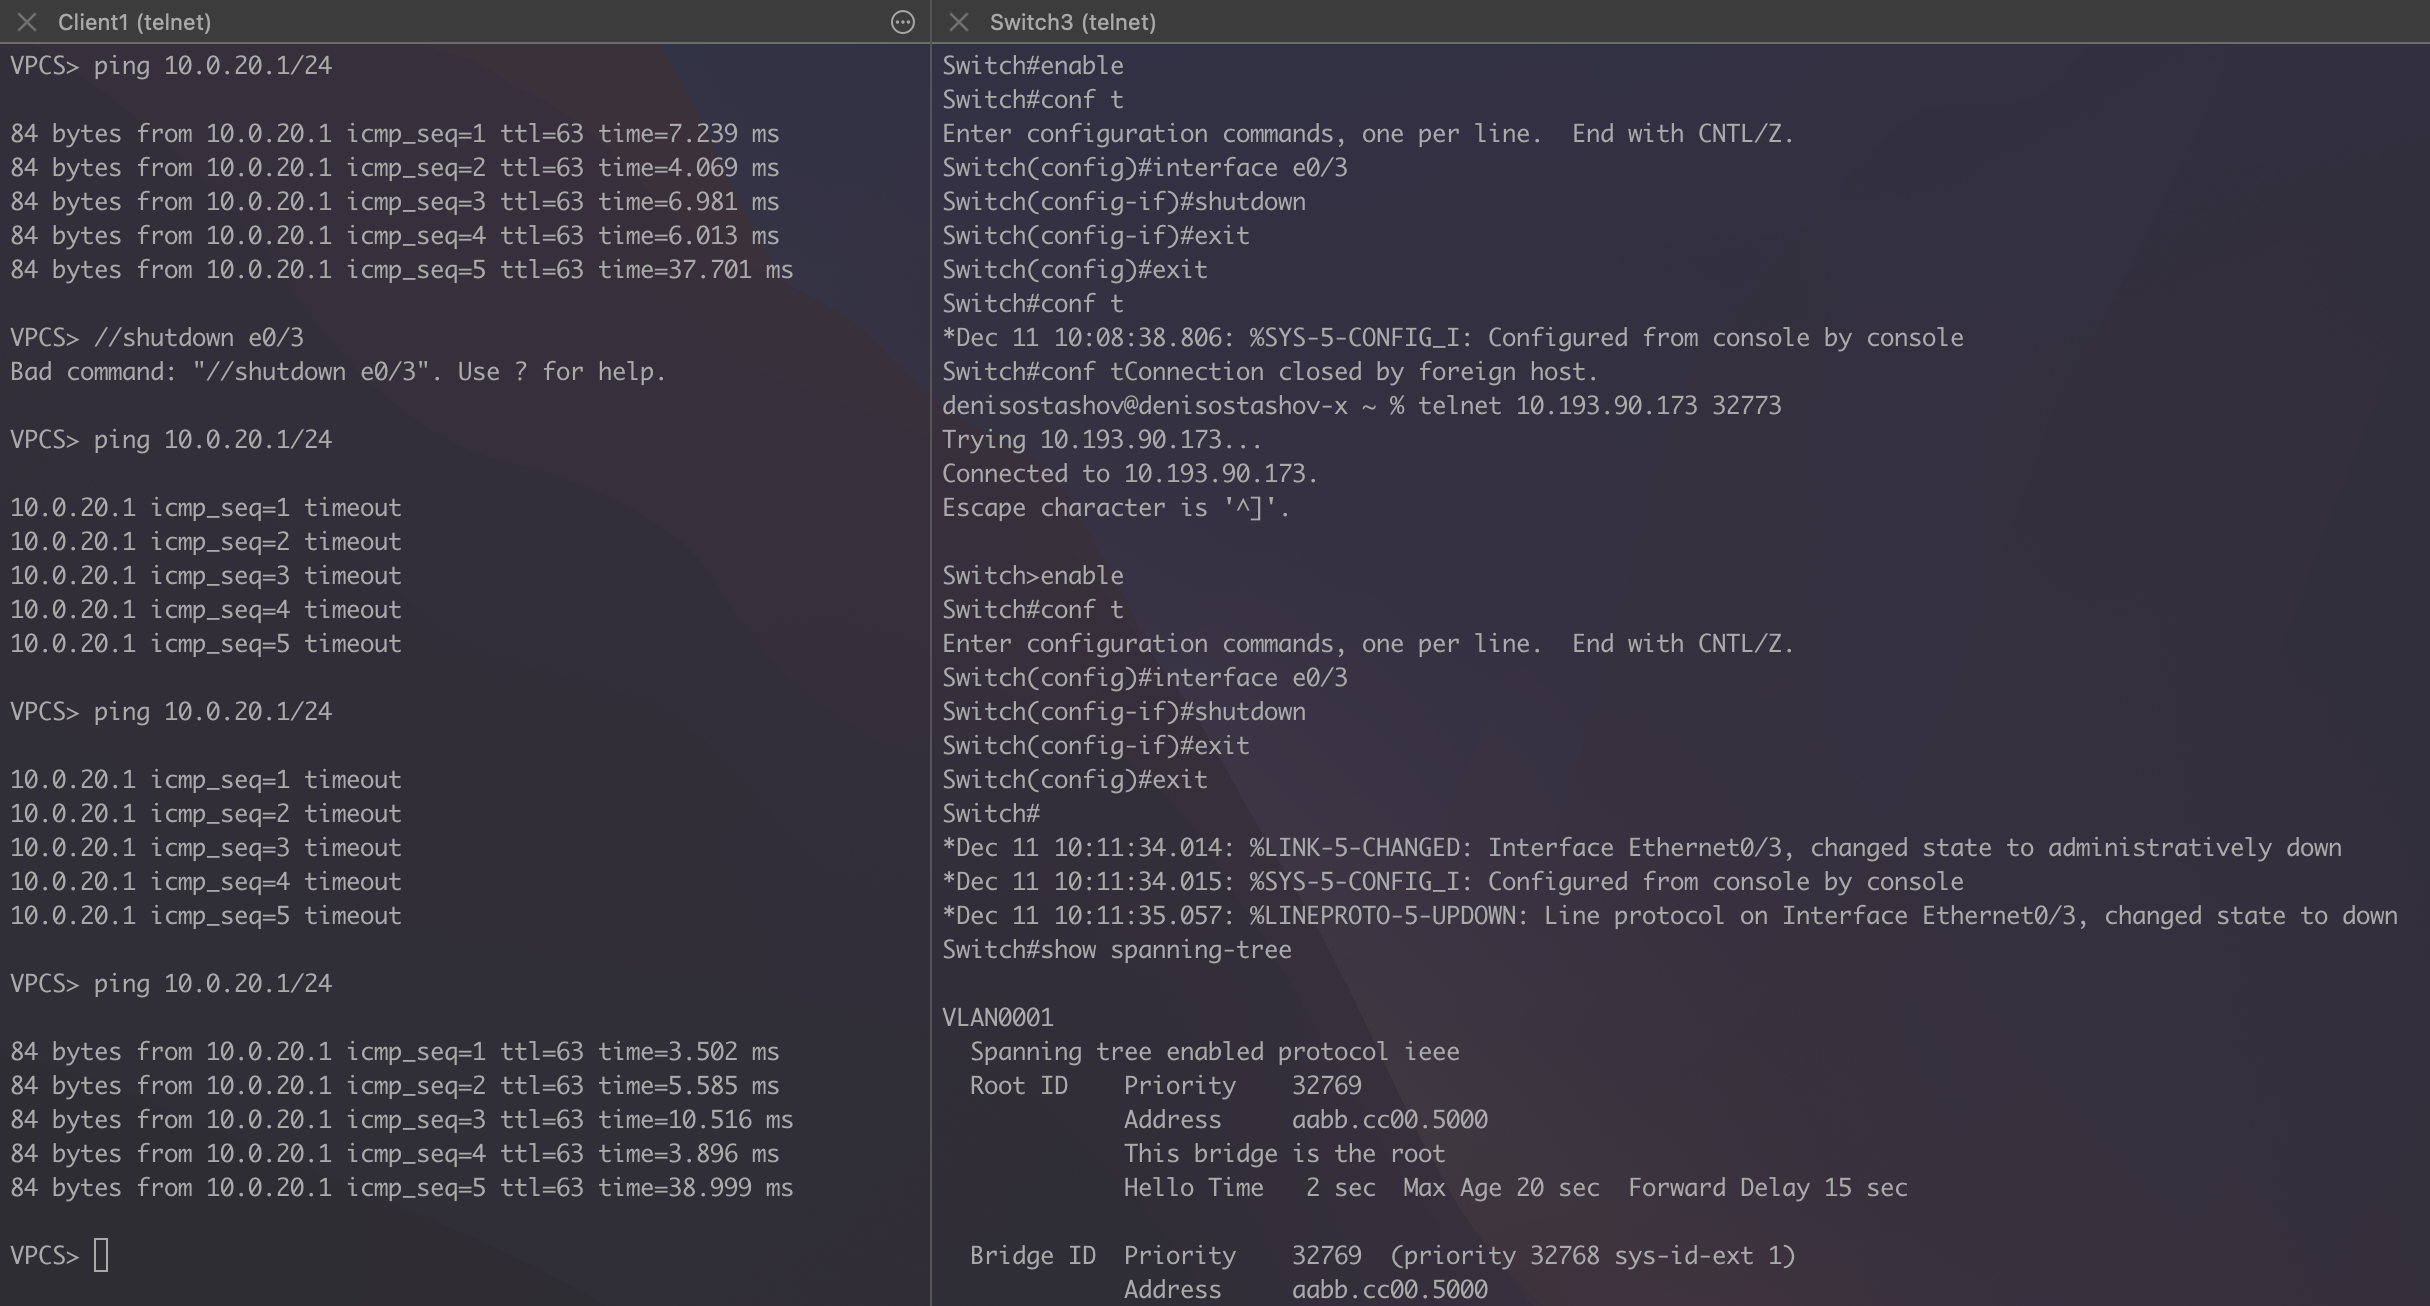 Client1 (telnet)
VPCS> ping 10.0.20.1/24
84 bytes from 10.0.20.1 icmp_seq=1 ttl=63 time=7.239 ms
84 bytes from 10.0.20.1 icmp_seq=2 ttl=63 time=4.069 ms
84 bytes from 10.0.20.1 icmp_seq=3 ttl=63 time=6.981 ms
84 bytes from 10.0.20.1 icmp_seq=4 ttl=63 time=6.013 ms
84 bytes from 10.0.20.1 icmp_seq=5 ttl=63 time=37.701 ms
VPCS> //shutdown e0/3
Bad command: "//shutdown e0/3". Use ? for help.
VPCS> ping 10.0.20.1/24
10.0.20.1 icmp_seq=1 timeout
10.0.20.1 icmp_seq=2 timeout
10.0.20.1 icmp_seq=3 timeout
10.0.20.1 icmp_seq=4 timeout
10.0.20.1 icmp_seq=5 timeout
VPCS> ping 10.0.20.1/24
10.0.20.1 icmp_seq=1 timeout
10.0.20.1 icmp_seq=2 timeout
10.0.20.1 icmp_seq=3 timeout
10.0.20.1 icmp_seq=4 timeout
10.0.20.1 icmp_seq=5 timeout
VPCS> ping 10.0.20.1/24
84 bytes from 10.0.20.1 icmp_seq=1 ttl=63 time=3.502 ms
84 bytes from 10.0.20.1 icmp_seq=2 ttl=63 time=5.585 ms
84 bytes from 10.0.20.1 icmp_seq=3 ttl=63 time=10.516 ms
84 bytes from 10.0.20.1 icmp_seq=4 ttl=63 time=3.896 ms
84 bytes from 10.0.20.1 icmp_seq=5 ttl=63 time=38.999 ms
VPCS>
Switch3 (telnet)
Switch#enable
Switch#conf t
Enter configuration commands, one per line.  End with CNTL/Z.
Switch(config)#interface e0/3
Switch(config-if)#shutdown
Switch(config-if)#exit
Switch(config)#exit
Switch#conf t
*Dec 11 10:08:38.806: %SYS-5-CONFIG_I: Configured from console by console
Switch#conf tConnection closed by foreign host.
denisostashov@denisostashov-x ~ % telnet 10.193.90.173 32773
Trying 10.193.90.173...
Connected to 10.193.90.173.
Escape character is '^]'.
Switch>enable
Switch#conf t
Enter configuration commands, one per line.  End with CNTL/Z.
Switch(config)#interface e0/3
Switch(config-if)#shutdown
Switch(config-if)#exit
Switch(config)#exit
Switch#
*Dec 11 10:11:34.014: %LINK-5-CHANGED: Interface Ethernet0/3, changed state to administratively down
*Dec 11 10:11:34.015: %SYS-5-CONFIG_I: Configured from console by console
*Dec 11 10:11:35.057: %LINEPROTO-5-UPDOWN: Line protocol on Interface Ethernet0/3, changed state to down
Switch#show spanning-tree
VLAN0001
Spanning tree enabled protocol ieee
Root ID    Priority    32769
Address     aabb.cc00.5000
This bridge is the root
Hello Time   2 sec  Max Age 20 sec  Forward Delay 15 sec
Bridge ID  Priority    32769  (priority 32768 sys-id-ext 1)
Address     aabb.cc00.5000